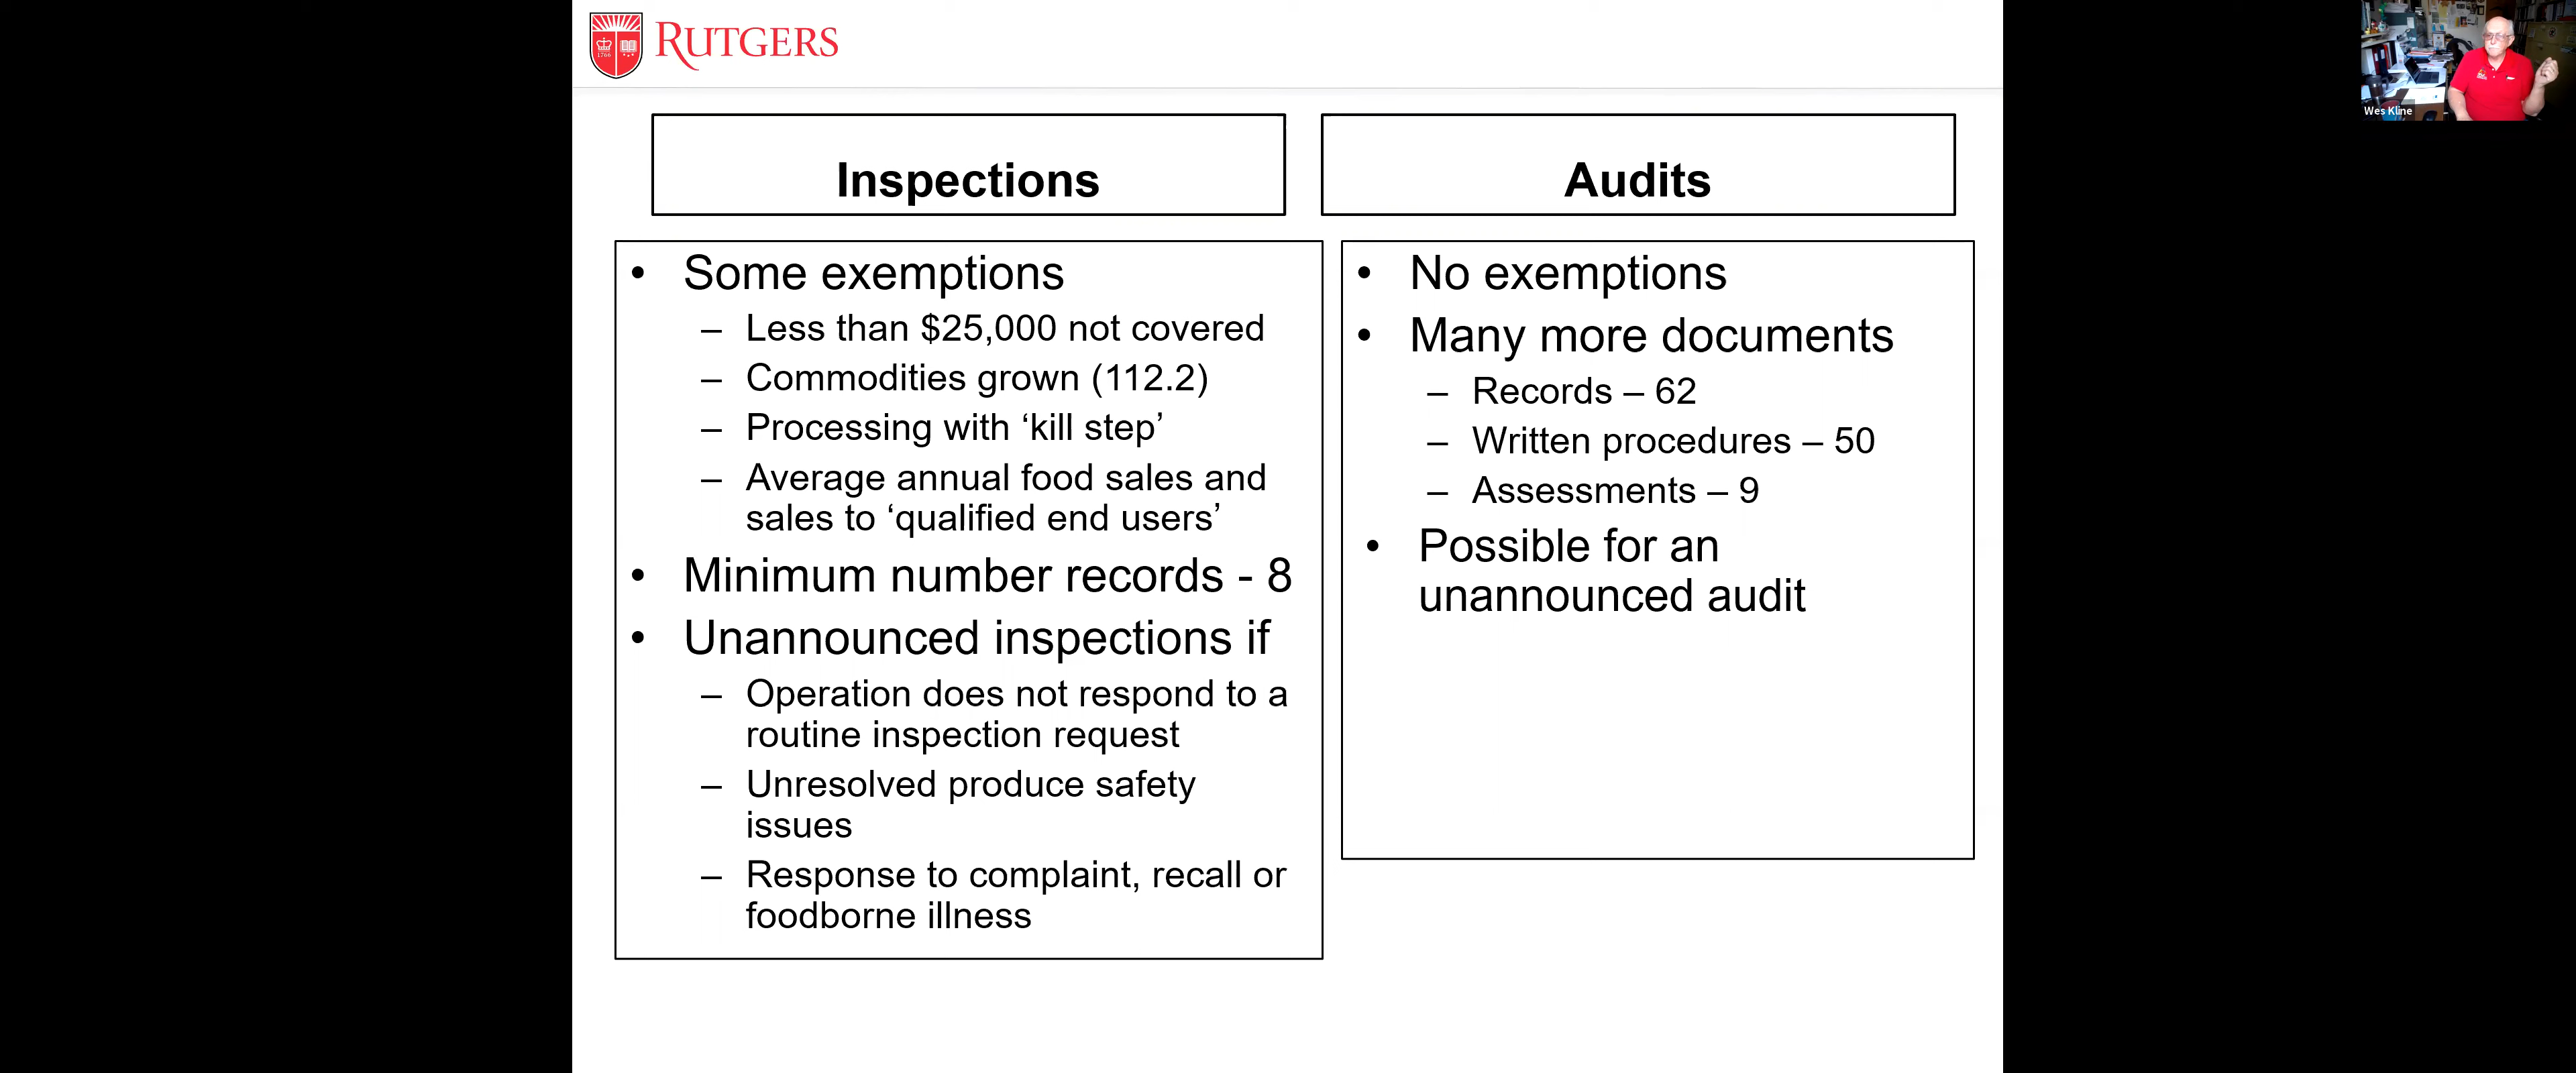 RUTGERS
1766
Wes Kline
Inspections
• Some exemptions
– Less than $25,000 not covered
– Commodities grown (112.2)
– Processing with ‘kill step’
– Average annual food sales and
sales to ‘qualified end users’
• Minimum number records - 8
• Unannounced inspections if
– Operation does not respond to a
routine inspection request
– Unresolved produce safety
issues
– Response to complaint, recall or
foodborne illness
Audits
• No exemptions
• Many more documents
– Records – 62
– Written procedures – 50
– Assessments – 9
• Possible for an
unannounced audit